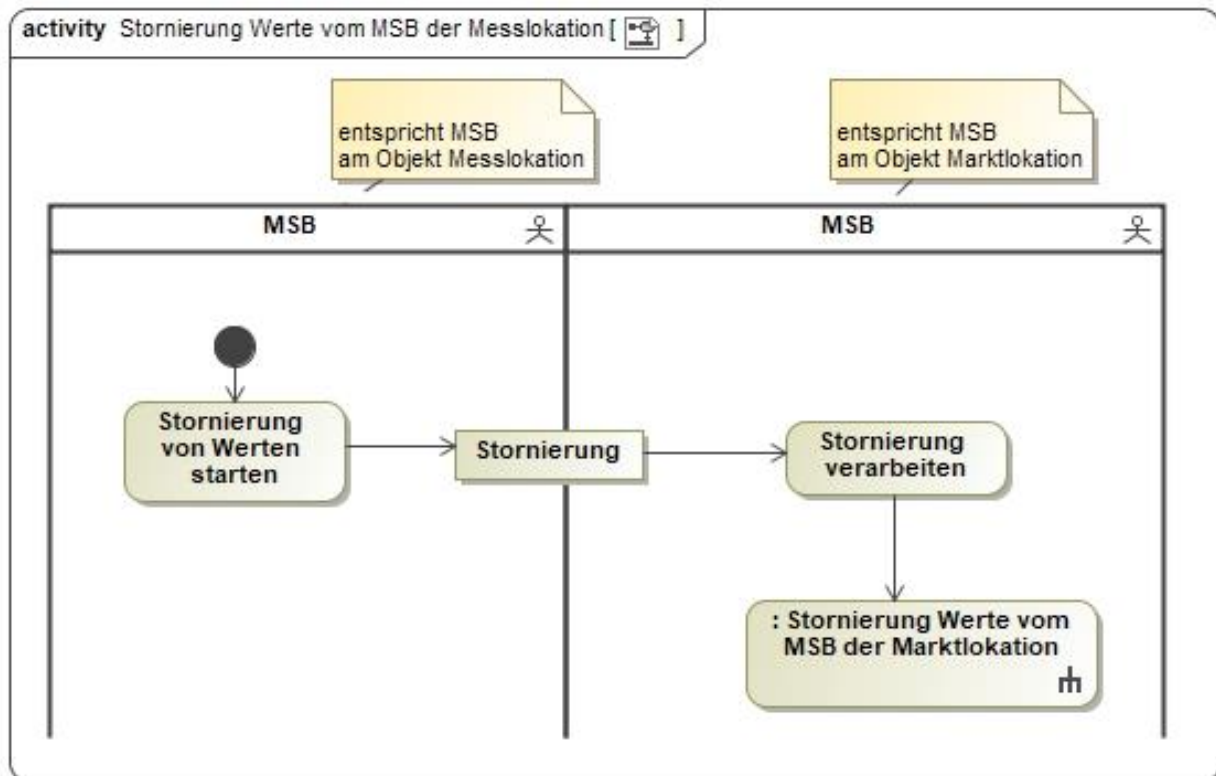 activity Stornierung Werte vom MSB der Messlokation [ ]
entspricht MSB
am Objekt Messlokation
entspricht MSB
am Objekt Marktlokation
MSB
MSB
Stornierung
von Werten
starten
Stornierung
Stornierung
verarbeiten
: Stornierung Werte vom
MSB der Marktlokation